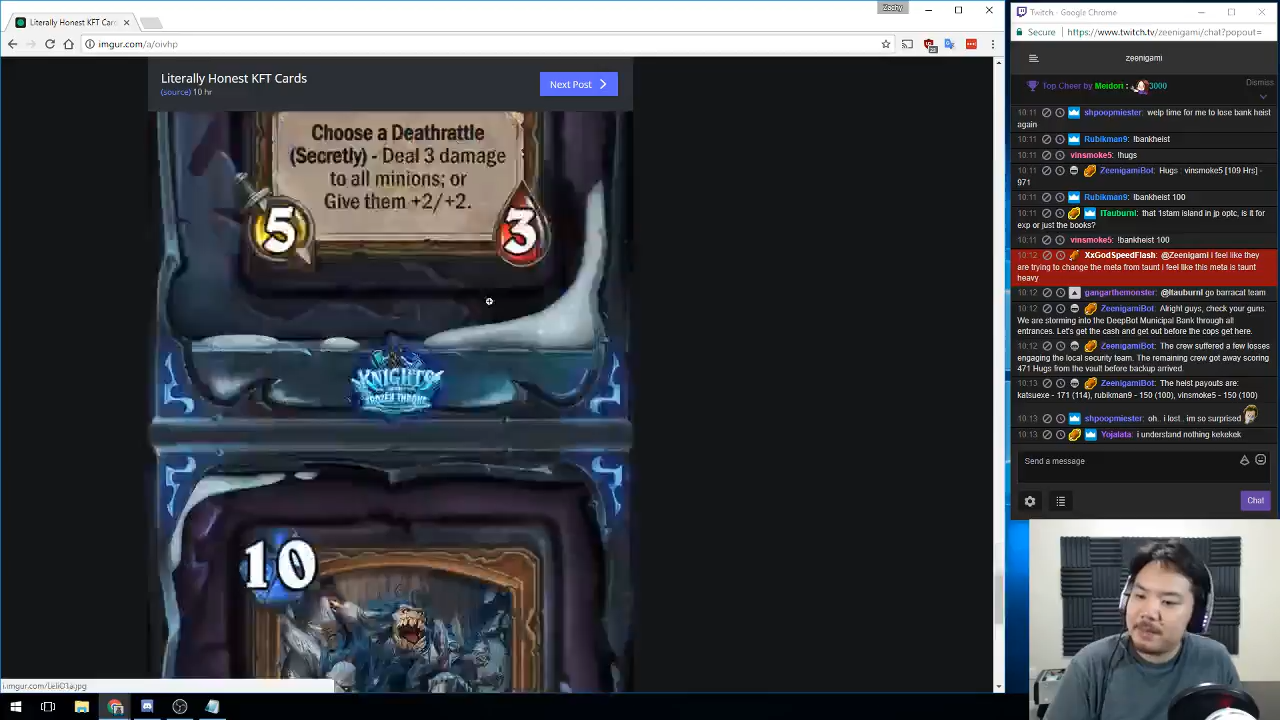 Literally Honest KFT Card
Zachy
imgur.com/a/oivhp
Literally Honest KFT Cards
(source) 10 hr
Next Post
Choose a Deathrattle
(Secretly) - Deal 3 damage
to all minions; or
Give them +2/+2.
5
3
KNIGHTS
FROZEN THRONE
10
i.imgur.com/LeliO1a.jpg
Twitch - Google Chrome
Secure https://www.twitch.tv/zeenigami/chat?popout=
zeenigami
Top Cheer by Meidori : 3000
Dismiss
10:11 shpoopmiester: welp time for me to lose bank heist
again
10:11 Rubikman9: !bankheist
10:11 vinsmoke5: !hugs
10:11 ZeenigamiBot: Hugs : vinsmoke5 [109 Hrs] -
971
10:11 Rubikman9: !bankheist 100
10:11 ITauburnI: that 1stam island in jp optc, is it for
exp or just the books?
10:11 vinsmoke5: !bankheist 100
10:12 XxGodSpeedFlash: @Zeenigami i feel like they
are trying to change the meta from taunt i feel like this meta is taunt
heavy
10:12 gangarthemonster: @Itauburnl go barracat team
10:12 ZeenigamiBot: Alright guys, check your guns.
We are storming into the DeepBot Municipal Bank through all
entrances. Let's get the cash and get out before the cops get here.
10:12 ZeenigamiBot: The crew suffered a few losses
engaging the local security team. The remaining crew got away scoring
471 Hugs from the vault before backup arrived.
10:13 ZeenigamiBot: The heist payouts are:
katsuexe - 171 (114), rubikman9 - 150 (100), vinsmoke5 - 150 (100)
10:13 shpoopmiester: oh.. i lost.. im so surprised
10:13 Yojalata: i understand nothing kekekek
Send a message
Chat